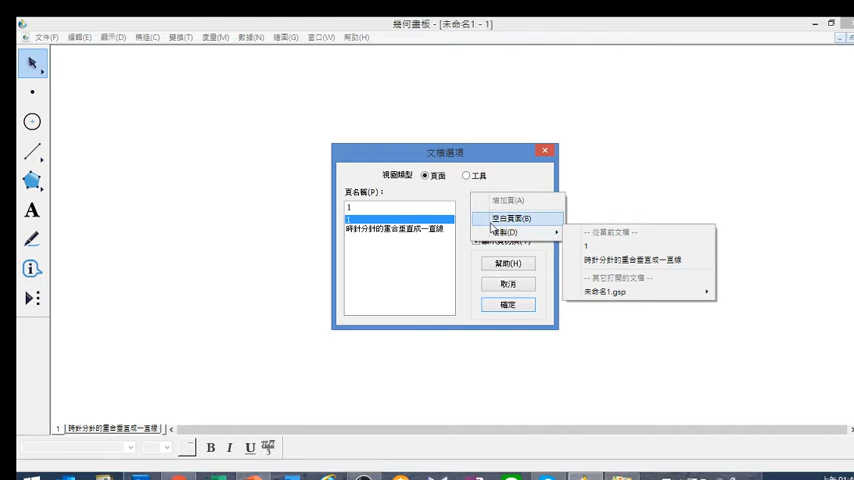 幾何畫板 - [未命名1 - 1]
文件(F) 編輯(E) 顯示(D) 構造(C) 變換(T) 度量(M) 數據(N) 繪圖(G) 窗口(W) 幫助(H)
文檔選項
視窗類型 頁面 工具
頁名稱(P)：
1
1
時針分針的重合垂直成一直線
增加頁(A)
空白頁面(B)
複製(D)
-- 從當前文檔 --
1
時針分針的重合垂直成一直線
-- 其它打開的文檔 --
未命名1.gsp
幫助(H)
取消
確定
1 時針分針的重合垂直成一直線
B I U